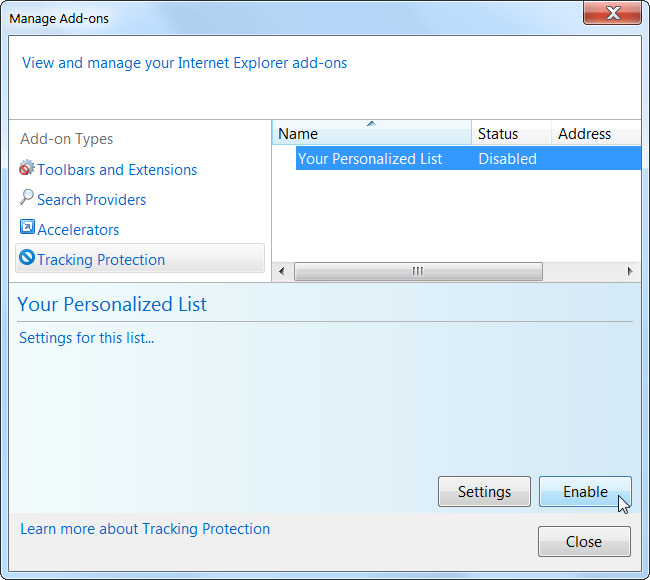 Manage Add-ons
View and manage your Internet Explorer add-ons
Add-on Types
Toolbars and Extensions
Search Providers
Accelerators
Tracking Protection
Name Status Address
Your Personalized List Disabled
Your Personalized List
Settings for this list...
Settings Enable
Learn more about Tracking Protection
Close